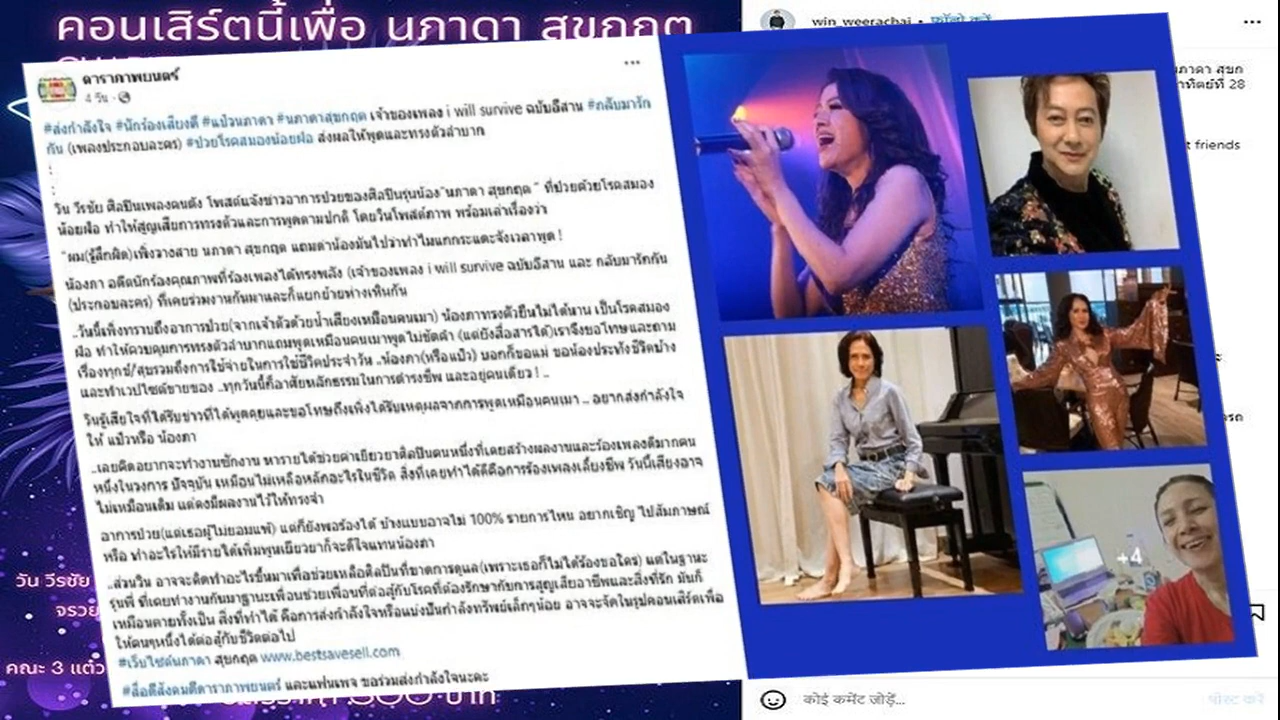 คอนเสิร์ตนี้เพื่อ นภาดา สุขกฤต
win_weerachai •
ดาราภาพยนตร์
4 วัน ·
#ส่งกำลังใจ #นักร้องเสียงดี #แป๋วนภาดา #นภาดาสุขกฤต เจ้าของเพลง i will survive ฉบับอีสาน #กลับมารัก
กัน (เพลงประกอบละคร) #ป่วยโรคสมองน้อยฝ่อ ส่งผลให้พูดและทรงตัวลำบาก
:
:
วัน วีรชัย ศิลปินเพลงคนดัง โพสต์แจ้งข่าวอาการป่วยของศิลปินรุ่นน้อง"นภาดา สุขกฤต" ที่ป่วยด้วยโรคสมอง
น้อยฝ่อ ทำให้สูญเสียการทรงตัวและการพูดตามปกติ โดยวินโพสต์ภาพ พร้อมเล่าเรื่องว่า
"ผม(รู้สึกผิด)เพิ่งวางสาย นภาดา สุขกฤต แถมด่าน้องมันไปว่าทำไมแกกระแดะจังเวลาพูด !
น้องภา อดีตนักร้องคุณภาพที่ร้องเพลงได้ทรงพลัง (เจ้าของเพลง i will survive ฉบับอีสาน และ กลับมารักกัน
(ประกอบละคร) ที่เคยร่วมงานกันมาและก็แยกย้ายห่างเหินกัน
..วันนี้เพิ่งทราบถึงอาการป่วย(จากเจ้าตัวด้วยน้ำเสียงเหมือนคนเมา) น้องภาทรงตัวยืนไม่ได้นาน เป็นโรคสมอง
ฝ่อ ทำให้ควบคุมการทรงตัวลำบากแถมพูดเหมือนคนเมาพูดไม่ชัดคำ (แต่ยังสื่อสารได้)เราจึงขอโทษและถาม
เรื่องทุกข์/สุขรวมถึงการใช้จ่ายในการใช้ชีวิตประจำวัน ..น้องภา(หรือแป๋ว) บอกก็ขอแม่ ขอน้องประทังชีวิตบ้าง
และทำเวปไซต์ขายของ ..ทุกวันนี้ก็อาศัยหลักธรรมในการดำรงชีพ และอยู่คนเดียว ! ..
วินรู้เสียใจที่ได้รับข่าวที่ได้พูดคุยและขอโทษถึงเพิ่งได้รับเหตุผลจากการพูดเหมือนคนเมา .. อยากส่งกำลังใจ
ให้ แป๋วหรือ น้องภา
..เลยคิดอยากจะทำงานซักงาน หารายได้ช่วยค่าเยียวยาศิลปินคนหนึ่งที่เคยสร้างผลงานและร้องเพลงดีมากคน
หนึ่งในวงการ ปัจจุบัน เหมือนไม่เหลือหลักอะไรในชีวิต สิ่งที่เคยทำได้ดีคือการร้องเพลงเลี้ยงชีพ วันนี้เสียงอาจ
ไม่เหมือนเดิม แต่คงมีผลงานไว้ให้ทรงจำ
อาการป่วย(แต่เธอผู้ไม่ยอมแพ้) แต่ก็ยังพอร้องได้ บ้างแบบอาจไม่ 100% รายการไหน อยากเชิญ ไปสัมภาษณ์
หรือ ทำอะไรให้มีรายได้เพิ่มพูนเยียวยาก็จะดีใจแทนน้องภา
..ส่วนวิน อาจจะคิดทำอะไรขึ้นมาเพื่อช่วยเหลือศิลปินที่ขาดการดูแล(เพราะเธอก็ไม่ได้ร้องขอใคร) แต่ในฐานะ
รุ่นพี่ ที่เคยทำงานกันมาฐานะเพื่อนช่วยเพื่อนที่ต่อสู้กับโรคที่ต้องรักษากับการสูญเสียอาชีพและสิ่งที่รัก มันก็
เหมือนตายทั้งเป็น สิ่งที่ทำได้ คือการส่งกำลังใจหรือแบ่งปันกำลังทรัพย์เล็กๆน้อย อาจจะจัดในรูปคอนเสิร์ตเพื่อ
ให้คนๆหนึ่งได้ต่อสู้กับชีวิตต่อไป
#เว็บไซต์นภาดา สุขกฤต www.bestsavesell.com
#สื่อดีสังคมดีดาราภาพยนตร์ และแฟนเพจ ขอร่วมส่งกำลังใจนะคะ
+4
ภาดา สุขก
าทิตย์ที่ 28
t friends
วัน วีรชัย
จรวย
คณะ 3 แต๋ว
कोई कमेंट जोड़ें...
पोस्ट करें